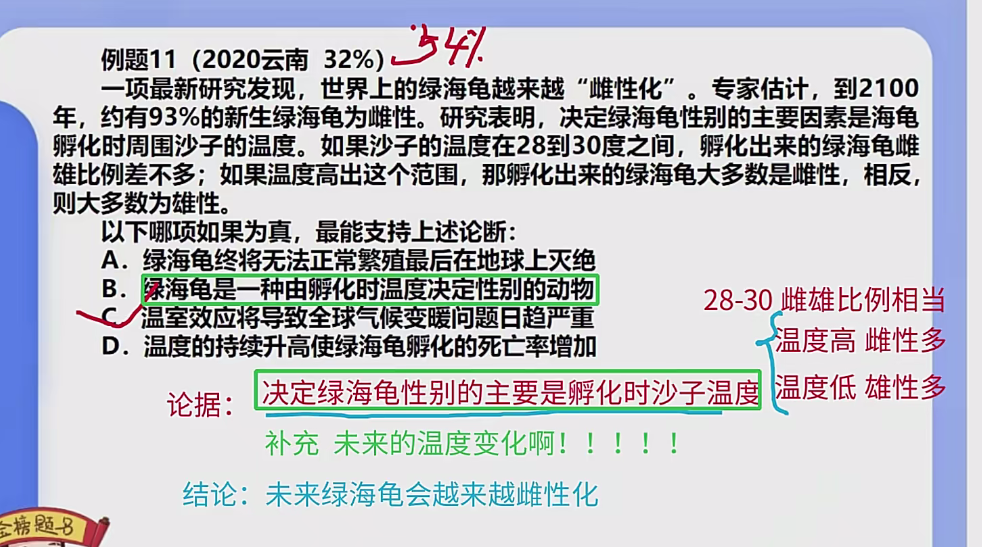 例题11（2020云南 32%） 54%
一项最新研究发现，世界上的绿海龟越来越“雌性化”。专家估计，到2100
年，约有93%的新生绿海龟为雌性。研究表明，决定绿海龟性别的主要因素是海龟
孵化时周围沙子的温度。如果沙子的温度在28到30度之间，孵化出来的绿海龟雌
雄比例差不多；如果温度高出这个范围，那孵化出来的绿海龟大多数是雌性，相反，
则大多数为雄性。
以下哪项如果为真，最能支持上述论断：
A．绿海龟终将无法正常繁殖最后在地球上灭绝
B．绿海龟是一种由孵化时温度决定性别的动物
C．温室效应将导致全球气候变暖问题日趋严重
D．温度的持续升高使绿海龟孵化的死亡率增加
28-30 雌雄比例相当
温度高 雌性多
温度低 雄性多
论据：决定绿海龟性别的主要是孵化时沙子温度
补充 未来的温度变化啊！！！！！
结论：未来绿海龟会越来越雌性化
金榜题